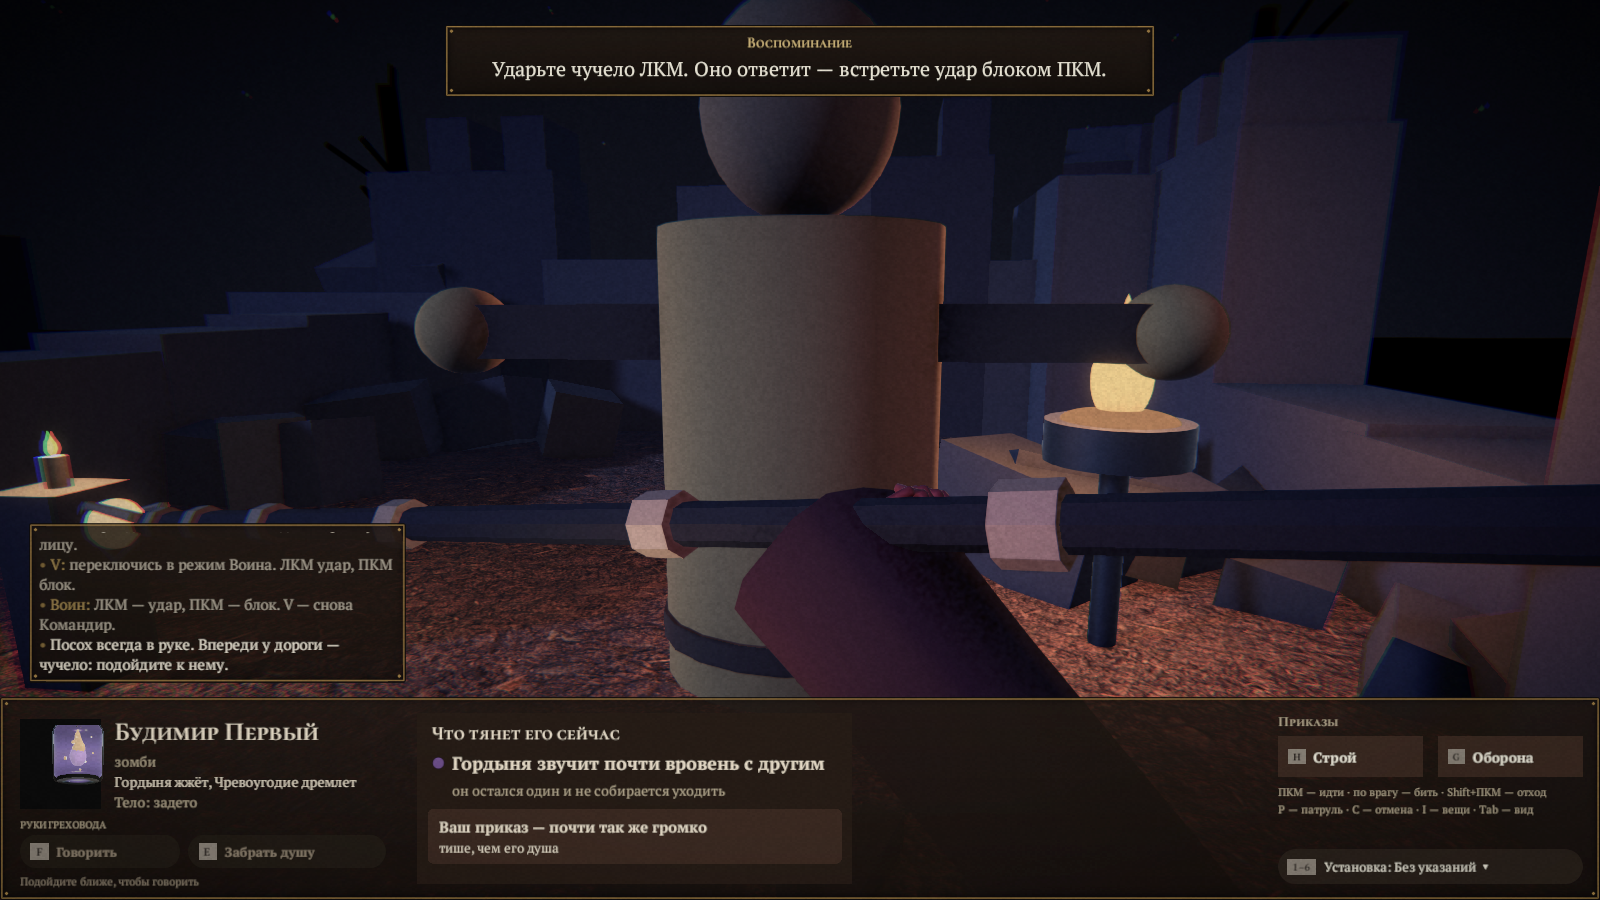 Воспоминание
Ударьте чучело ЛКМ. Оно ответит — встретьте удар блоком ПКМ.
лицу.
• V: переключись в режим Воина. ЛКМ удар, ПКМ
блок.
• Воин: ЛКМ — удар, ПКМ — блок. V — снова
Командир.
• Посох всегда в руке. Впереди у дороги —
чучело: подойдите к нему.
Будимир Первый
зомби
Гордыня жжёт, Чревоугодие дремлет
Тело: задето
РУКИ ГРЕХОВОДА
F Говорить
E Забрать душу
Подойдите ближе, чтобы говорить
Что тянет его сейчас
Гордыня звучит почти вровень с другим
он остался один и не собирается уходить
Ваш приказ — почти так же громко
тише, чем его душа
Приказы
H Строй
G Оборона
ПКМ — идти · по врагу — бить · Shift+ПКМ — отход
P — патруль · C — отмена · I — вещи · Tab — вид
1–6 Установка: Без указаний ▾